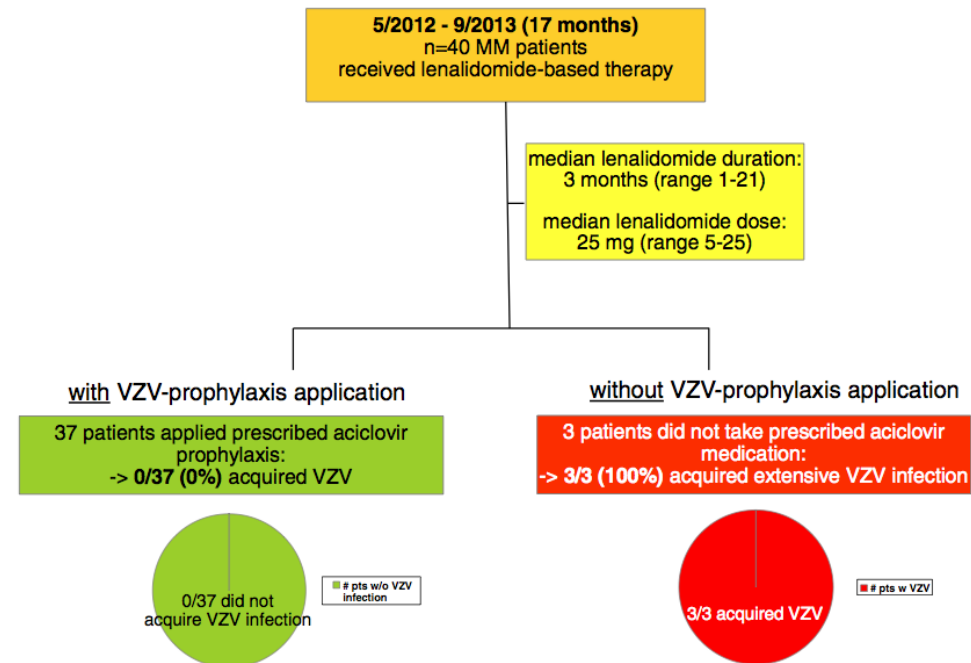 5/2012 - 9/2013 (17 months)
n=40 MM patients
received lenalidomide-based therapy
median lenalidomide duration:
3 months (range 1-21)
median lenalidomide dose:
25 mg (range 5-25)
with VZV-prophylaxis application
37 patients applied prescribed aciclovir
prophylaxis:
-> 0/37 (0%) acquired VZV
0/37 did not
acquire VZV infection
# pts w/o VZV
infection
without VZV-prophylaxis application
3 patients did not take prescribed aciclovir
medication:
-> 3/3 (100%) acquired extensive VZV infection
3/3 acquired VZV
# pts w VZV